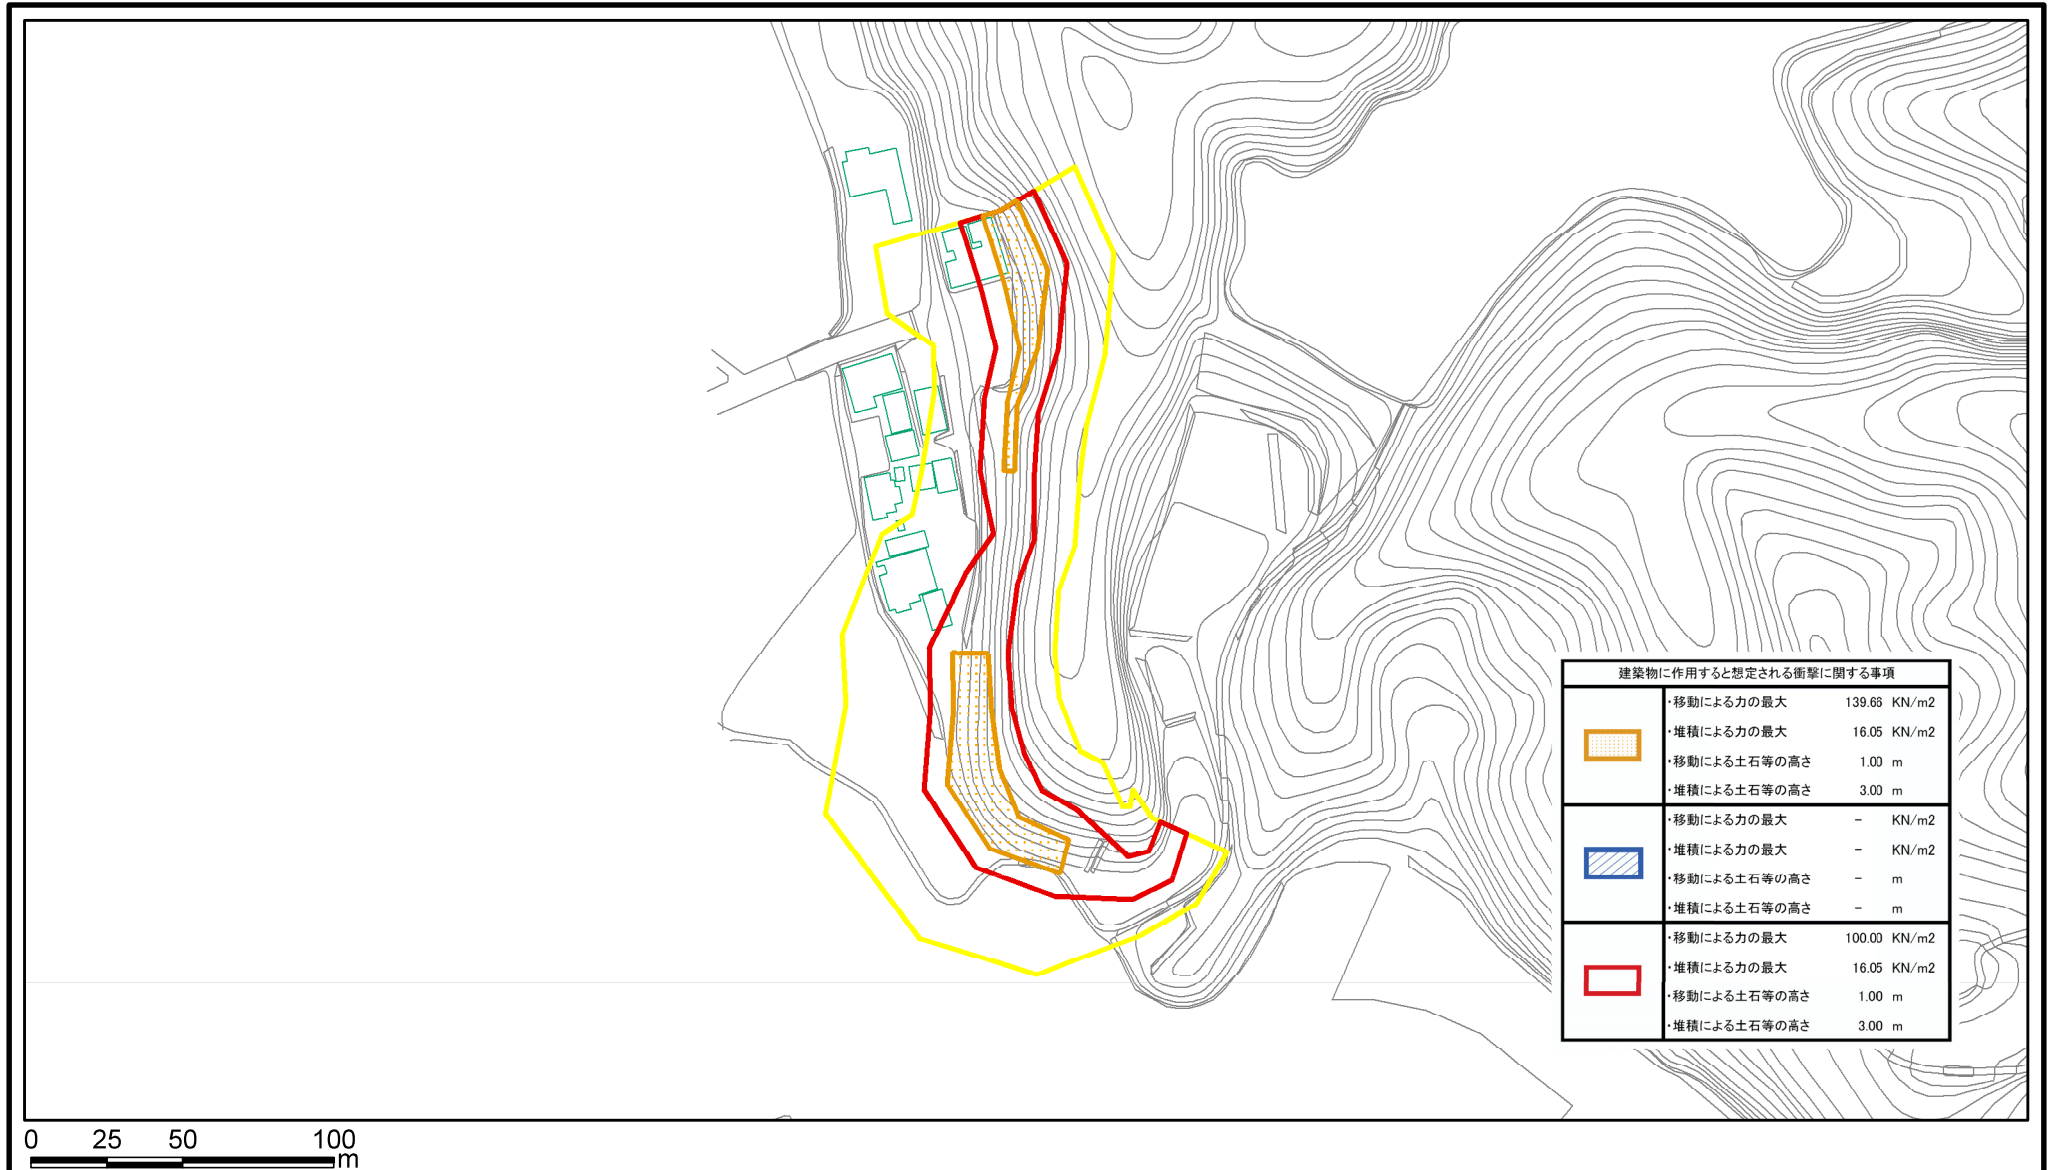 建築物に作用すると想定される衝撃に関する事項
・移動による力の最大 139.66 KN/m2
・堆積による力の最大 16.05 KN/m2
・移動による土石等の高さ 1.00 m
・堆積による土石等の高さ 3.00 m
・移動による力の最大 - KN/m2
・堆積による力の最大 - KN/m2
・移動による土石等の高さ - m
・堆積による土石等の高さ - m
・移動による力の最大 100.00 KN/m2
・堆積による力の最大 16.05 KN/m2
・移動による土石等の高さ 1.00 m
・堆積による土石等の高さ 3.00 m
0 25 50 100
m